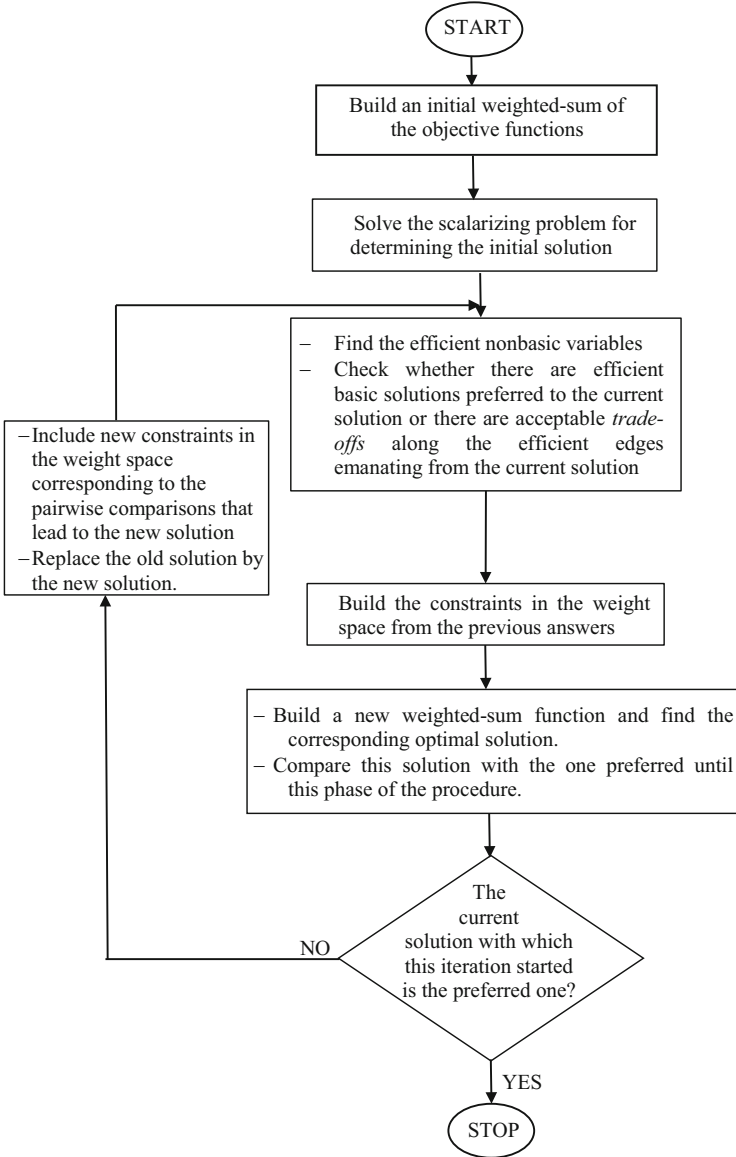 START
Build an initial weighted-sum of
the objective functions
Solve the scalarizing problem for
determining the initial solution
– Find the efficient nonbasic variables
– Check whether there are efficient
basic solutions preferred to the current
solution or there are acceptable trade-
offs along the efficient edges
emanating from the current solution
–Include new constraints in
the weight space
corresponding to the
pairwise comparisons that
lead to the new solution
–Replace the old solution by
the new solution.
Build the constraints in the weight
space from the previous answers
– Build a new weighted-sum function and find the
corresponding optimal solution.
– Compare this solution with the one preferred until
this phase of the procedure.
The
current
solution with which
this iteration started
is the preferred one?
NO
YES
STOP